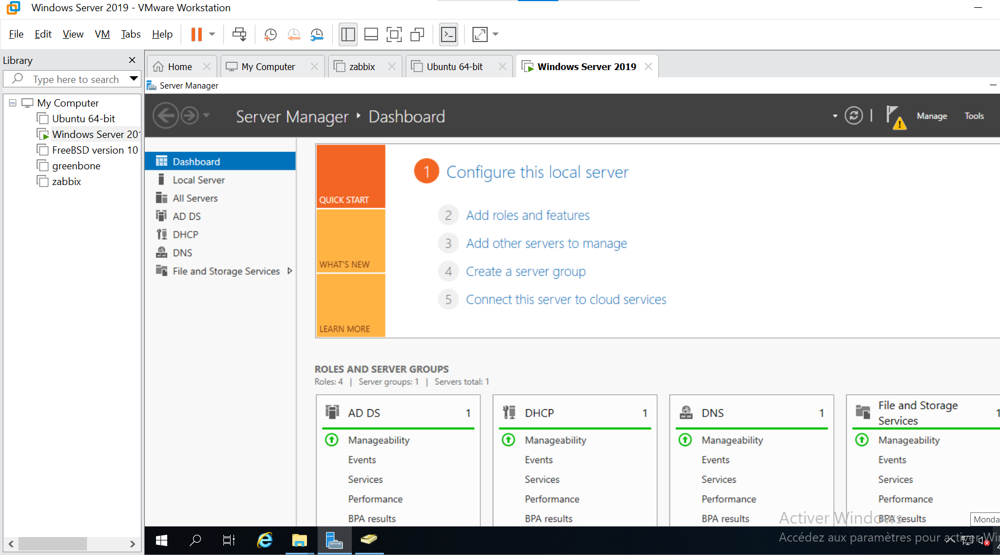 Windows Server 2019 - VMware Workstation
File Edit View VM Tabs Help
Library
Type here to search
My Computer
Ubuntu 64-bit
Windows Server 20
FreeBSD version 10
greenbone
zabbix
Home
My Computer
zabbix
Ubuntu 64-bit
Windows Server 2019
Server Manager
Server Manager Dashboard
Manage Tools
Dashboard
Local Server
All Servers
AD DS
DHCP
DNS
File and Storage Services
QUICK START
WHAT'S NEW
LEARN MORE
1 Configure this local server
2 Add roles and features
3 Add other servers to manage
4 Create a server group
5 Connect this server to cloud services
ROLES AND SERVER GROUPS
Roles: 4 | Server groups: 1 | Servers total: 1
AD DS 1
Manageability
Events
Services
Performance
BPA results
DHCP 1
Manageability
Events
Services
Performance
BPA results
DNS 1
Manageability
Events
Services
Performance
BPA results
File and Storage
Services 1
Manageability
Events
Services
Performance
BPA results
Activer Windows
Accédez aux paramètres pour activer Wi
Monda